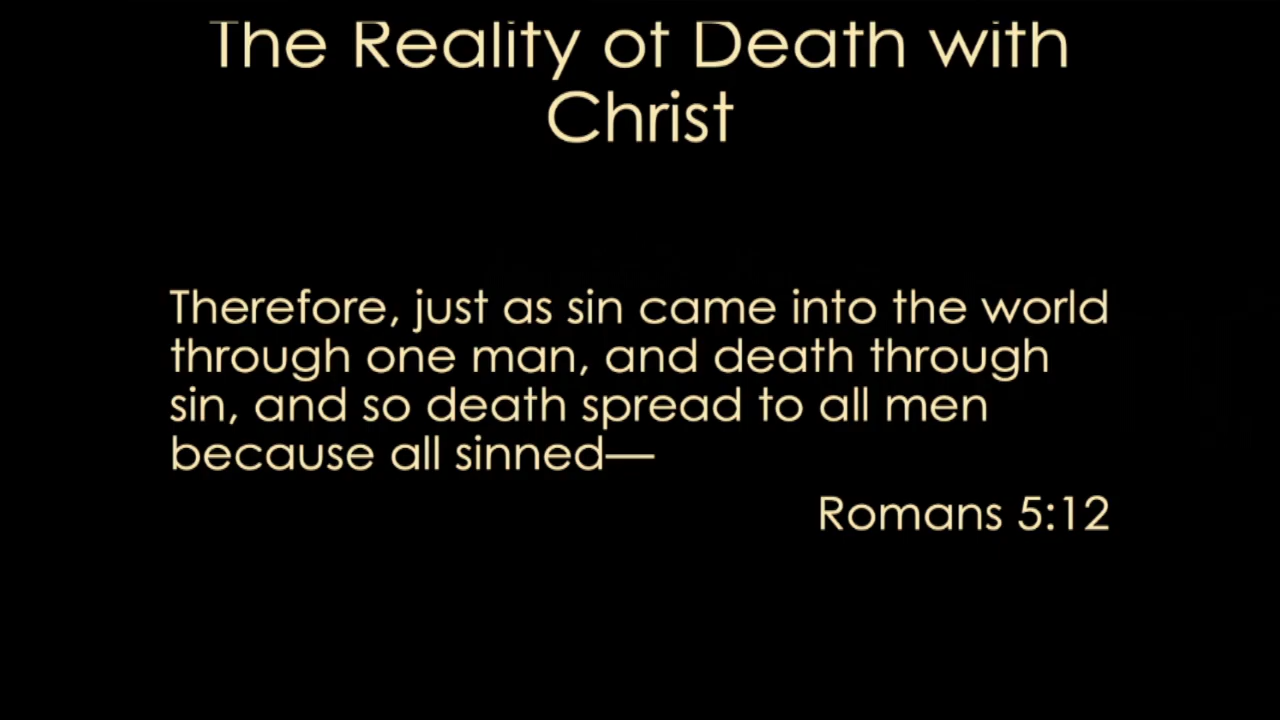 The Reality of Death with
Christ
Therefore, just as sin came into the world
through one man, and death through
sin, and so death spread to all men
because all sinned—
Romans 5:12